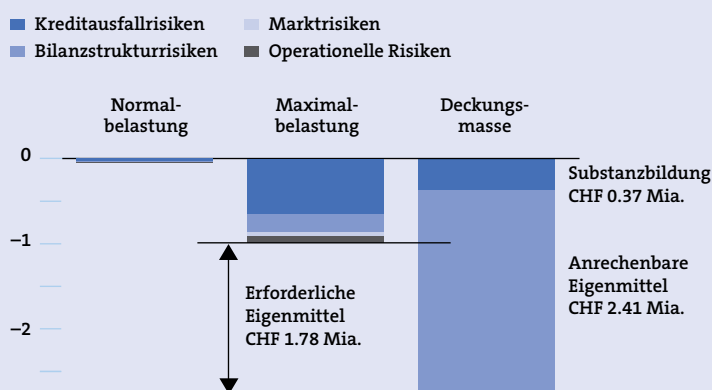 Kreditausfallrisiken
Marktrisiken
Bilanzstrukturrisiken
Operationelle Risiken
Normal-
belastung
Maximal-
belastung
Deckungs-
masse
0
Substanzbildung
CHF 0.37 Mia.
–1
Anrechenbare
Eigenmittel
CHF 2.41 Mia.
Erforderliche
Eigenmittel
CHF 1.78 Mia.
–2